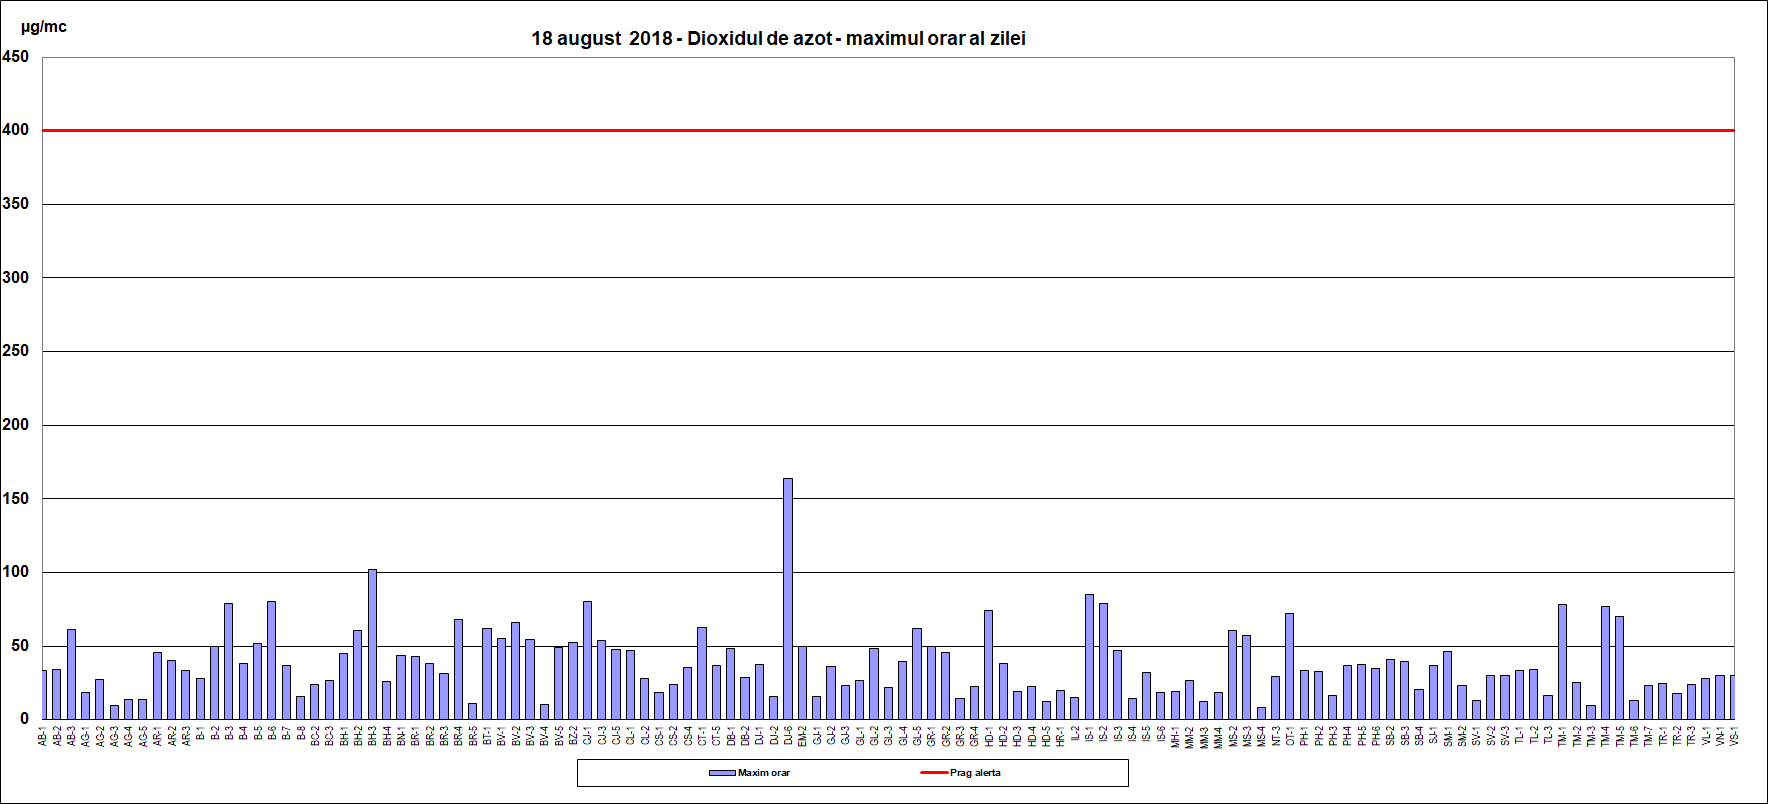 µg/mc
18 august 2018 - Dioxidul de azot - maximul orar al zilei
450
400
350
300
250
200
150
100
50
0
AB-1 AB-2 AB-3 AG-1 AG-2 AG-3 AG-4 AG-5 AR-1 AR-2 AR-3 B-1 B-2 B-3 B-4 B-5 B-6 B-7 B-8 BC-2 BC-3 BH-1 BH-2 BH-3 BH-4 BN-1 BR-1 BR-2 BR-3 BR-4 BR-5 BT-1 BV-1 BV-2 BV-3 BV-4 BV-5 BZ-2 CJ-1 CJ-3 CJ-5 CL-1 CL-2 CS-1 CS-2 CS-4 CT-1 CT-5 DB-1 DB-2 DJ-1 DJ-2 DJ-6 EM-2 GJ-1 GJ-2 GJ-3 GL-1 GL-2 GL-3 GL-4 GL-5 GR-1 GR-2 GR-3 GR-4 HD-1 HD-2 HD-3 HD-4 HD-5 HR-1 IL-2 IS-1 IS-2 IS-3 IS-4 IS-5 IS-6 MH-1 MM-2 MM-3 MM-4 MS-2 MS-3 MS-4 NT-3 OT-1 PH-1 PH-2 PH-3 PH-4 PH-5 PH-6 SB-2 SB-3 SB-4 SJ-1 SM-1 SM-2 SV-1 SV-2 SV-3 TL-1 TL-2 TL-3 TM-1 TM-2 TM-3 TM-4 TM-5 TM-6 TM-7 TR-1 TR-2 TR-3 VL-1 VN-1 VS-1
Maxim orar Prag alerta